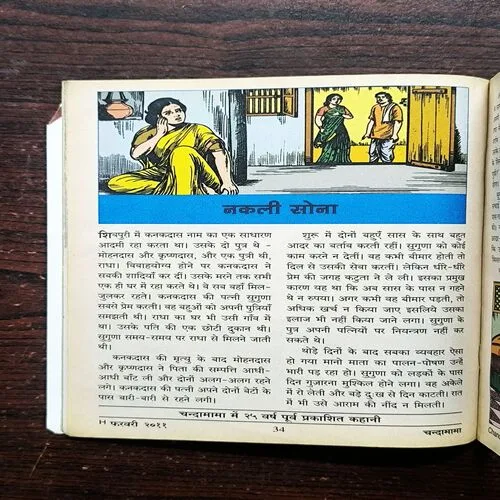 नकली सोना
शिवपुरी में कनकदास नाम का एक साधारण
आदमी रहा करता था। उसके दो पुत्र थे -
मोहनदास और कृष्णदास, और एक पुत्री थी,
राधा। विवाहयोग्य होने पर कनकदास ने
सबकी शादियां कर दीं। उसके मरने तक सभी
एक ही घर में रहा करते थे। वे सब वहाँ मिल-
जुलकर रहते। कनकदास की पत्नी सुगुणा
सबसे प्रेम करती। वह बहुओं को अपनी पुत्रियाँ
समझती थी। राधा का घर भी उसी गाँव में
था। उसके पति की एक छोटी दुकान थी।
सुगुणा समय-समय पर राधा से मिलने जाती
थी।
कनकदास की मृत्यु के बाद मोहनदास
और कृष्णदास ने पिता की सम्पत्ति आधी-
आधी बाँट ली और दोनों अलग-अलग रहने
लगे। कनकदास की पत्नी अपने दोनों बेटों के
पास बारी-बारी से रहने लगी।
शुरू में दोनों बहुएँ सास के साथ बहुत
आदर का बर्ताव करती रहीं। सुगुणा को कोई
काम करने न देतीं। वह कभी बीमार होती तो
दिल से उसकी सेवा करतीं। लेकिन धीरे-धीरे
प्रेम की जगह कटुता ने ले ली। इसका प्रमुख
कारण यह था कि अब सास के पास न गहने
थे न रुपया। अगर कभी वह बीमार पड़ती, तो
अधिक खर्च न किया जाए इसलिये उसका
इलाज भी नहीं किया जाने लगा। सुगुणा के
पुत्र अपनी पत्नियों पर नियन्त्रण नहीं कर
सकते थे।
थोड़े दिनों के बाद सबका व्यवहार ऐसा
हो गया मानो माता का पालन-पोषण उन्हें
भारी पड़ रहा हो। सुगुणा को लड़कों के पास
दिन गुजारना मुश्किल होने लगा। वह अकेले
में रो लेती और बड़े दुःख से दिन काटती। रात
में भी उसे आराम की नींद न मिलती।
चन्दामामा में २५ वर्ष पूर्व प्रकाशित कहानी
H फरवरी २०११
34
चन्दामामा